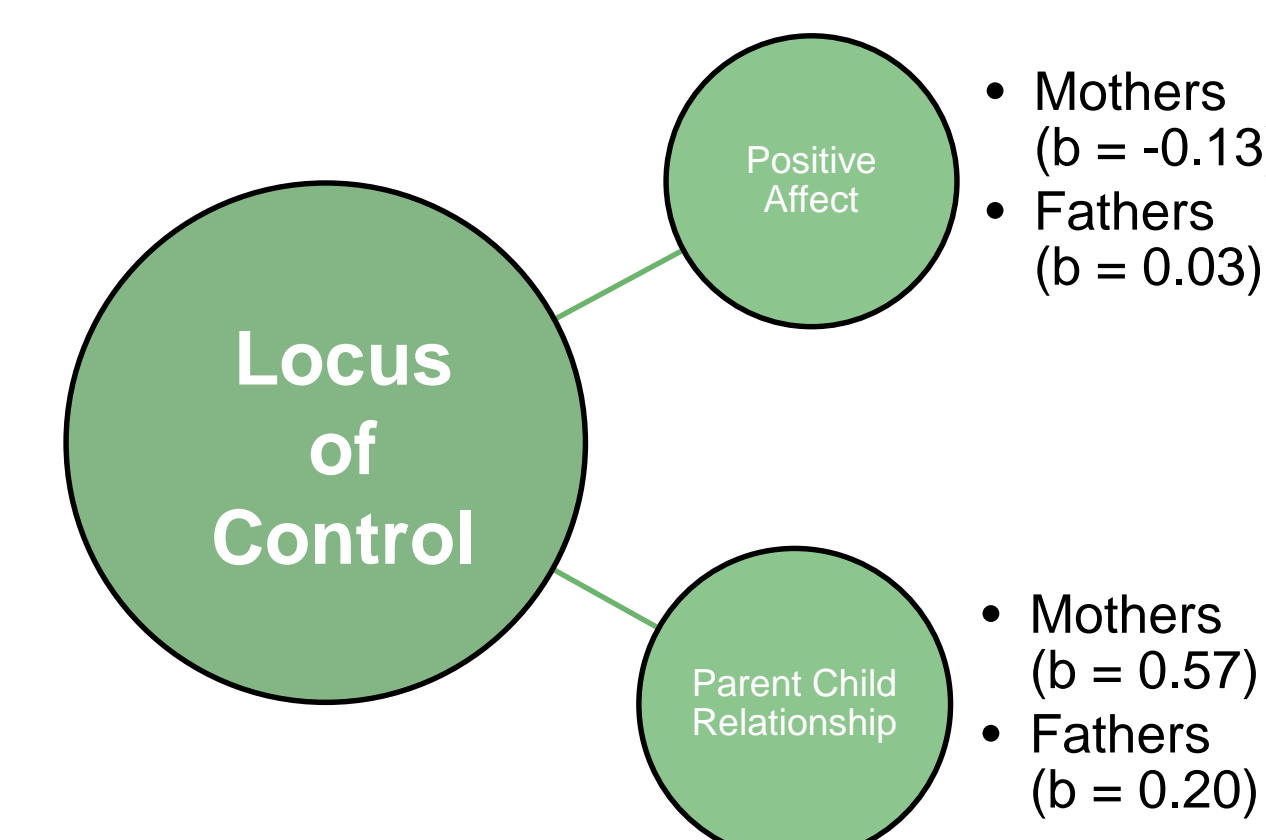 Locus
of
Control
Positive
Affect
• Mothers
(b = -0.13
• Fathers
(b = 0.03)
Parent Child
Relationship
• Mothers
(b = 0.57)
• Fathers
(b = 0.20)